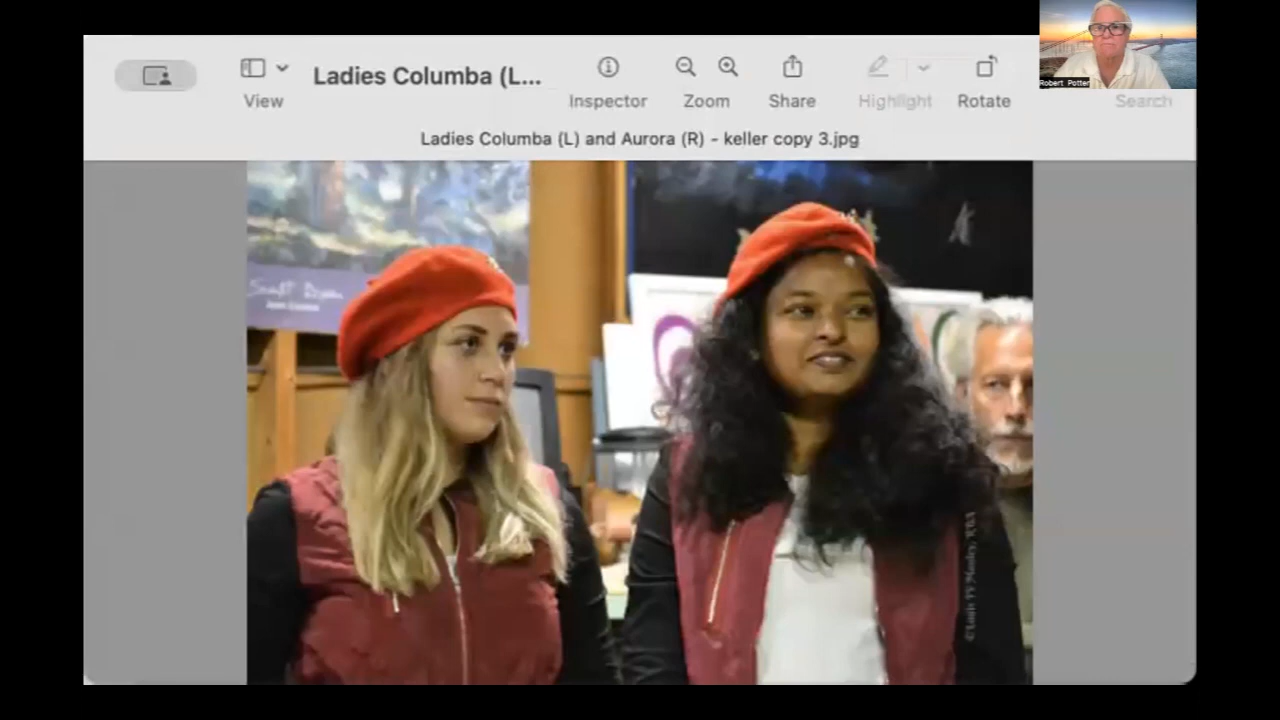 Ladies Columba (L...
View
Inspector
Zoom
Share
Highlight
Rotate
Search
Ladies Columba (L) and Aurora (R) - keller copy 3.jpg
Robert Potter